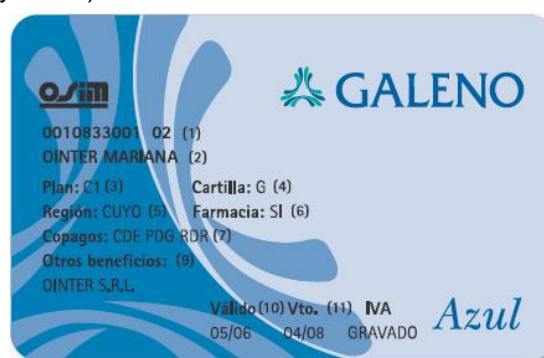 OSIM
GALENO
0010833001 02 (1)
OINTER MARIANA (2)
Plan: C1 (3) Cartilla: G (4)
Región: CUYO (5) Farmacia: SI (6)
Copagos: CDE PDG RDR (7)
Otros beneficios: (9)
OINTER S.R.L.
Válido (10) Vto. (11) IVA
05/06 04/08 GRAVADO
Azul